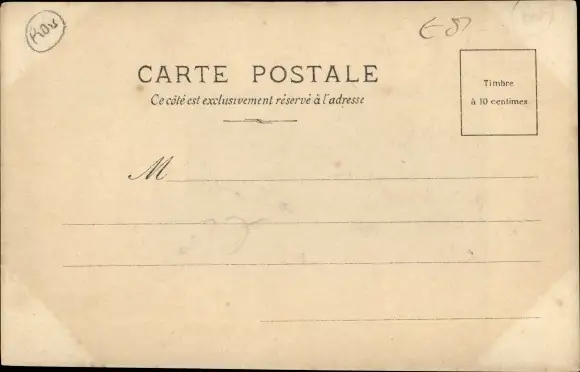 CARTE POSTALE
Ce côté est exclusivement réservé à l'adresse
Timbre
à 10 centimes
M